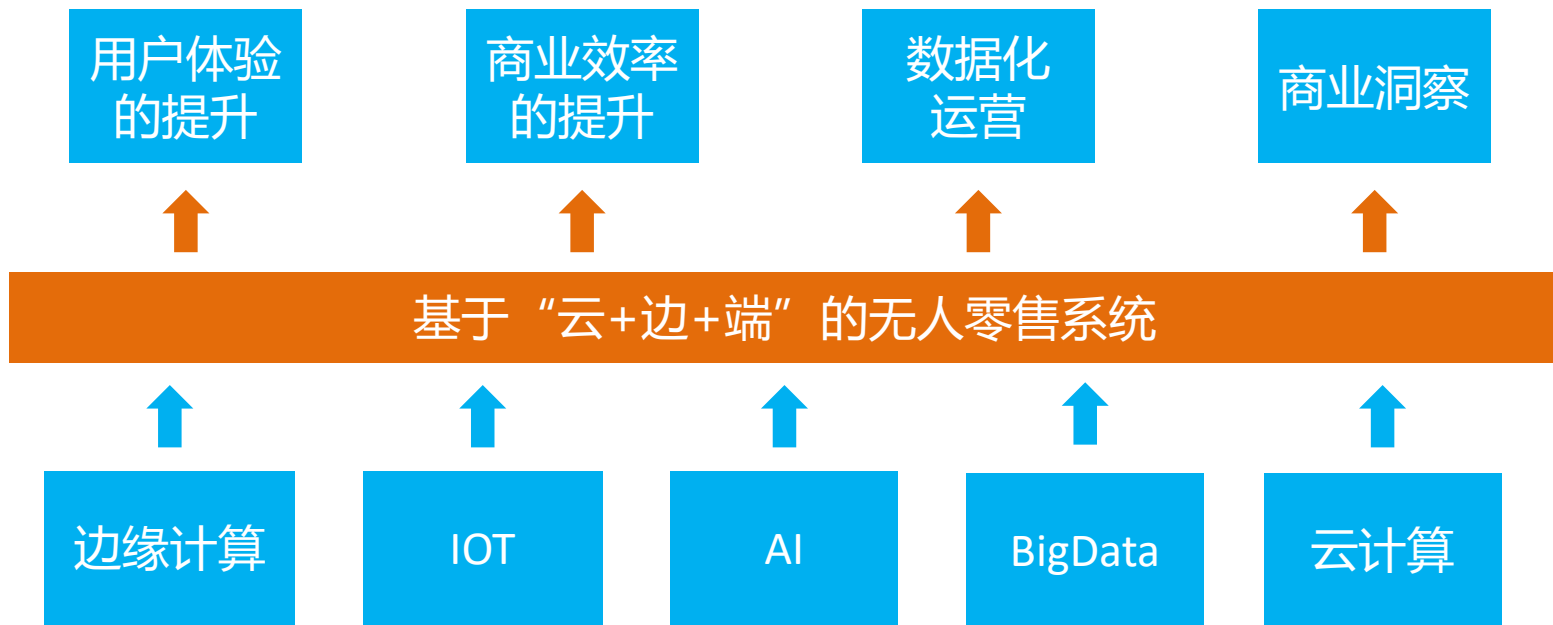 用户体验
的提升
商业效率
的提升
数据化
运营
商业洞察
基于“云+边+端”的无人零售系统
边缘计算
IOT
AI
BigData
云计算